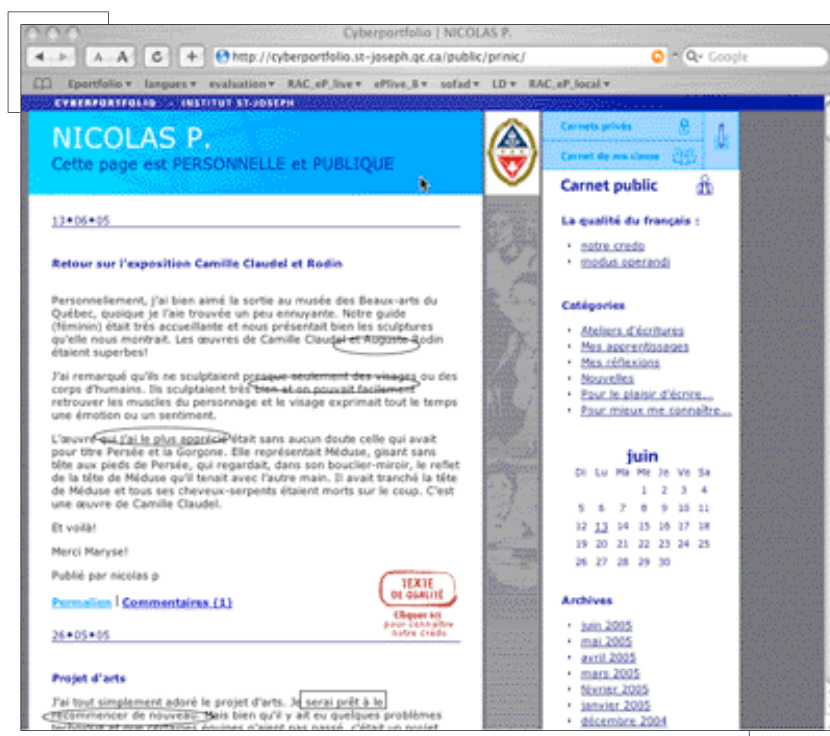 Cyberportfolio | NICOLAS P.
A A C + http://cyberportfolio.st-joseph.qc.ca/public/prinic/ Google
Eportfolio langues evaluation RAC_eP_live ePlive_8 sofad LD RAC_eP_local
CYBERPORTFOLIO - INSTITUT ST-JOSEPH
NICOLAS P.
Cette page est PERSONNELLE et PUBLIQUE
13•06•05
Retour sur l'exposition Camille Claudel et Rodin
Personnellement, j'ai bien aimé la sortie au musée des Beaux-arts du
Québec, quoique je l'aie trouvée un peu ennuyante. Notre guide
(féminin) était très accueillante et nous présentait bien les sculptures
qu'elle nous montrait. Les œuvres de Camille Claudel et Auguste Rodin
étaient superbes!
J'ai remarqué qu'ils ne sculptaient presque seulement des visages ou des
corps d'humains. Ils sculptaient très bien et on pouvait facilement
retrouver les muscles du personnage et le visage exprimait tout le temps
une émotion ou un sentiment.
L'œuvre qui j'ai le plus apprécié était sans aucun doute celle qui avait
pour titre Persée et la Gorgone. Elle représentait Méduse, gisant sans
tête aux pieds de Persée, qui regardait, dans son bouclier-miroir, le reflet
de la tête de Méduse qu'il tenait avec l'autre main. Il avait tranché la tête
de Méduse et tous ses cheveux-serpents étaient morts sur le coup. C'est
une œuvre de Camille Claudel.
Et voilà!
Merci Maryse!
Publié par nicolas p
Permalien | Commentaires (1)
TEXTE
DE QUALITÉ
Cliquer ici
pour connaître
notre credo
26•05•05
Projet d'arts
J'ai tout simplement adoré le projet d'arts. Je serai prêt à le
recommencer de nouveau. Mais bien qu'il y ait eu quelques problèmes
technique et que certaines équipes n'aient pas passé, c'était un projet
Carnets privés
Carnet de ma classe
Carnet public
La qualité du français :
• notre credo
• modus operandi
Catégories
• Ateliers d'écritures
• Mes apprentissages
• Mes réflexions
• Nouvelles
• Pour le plaisir d'écrire...
• Pour mieux me connaître...
juin
Di Lu Ma Me Je Ve Sa
1 2 3 4
5 6 7 8 9 10 11
12 13 14 15 16 17 18
19 20 21 22 23 24 25
26 27 28 29 30
Archives
• juin 2005
• mai 2005
• avril 2005
• mars 2005
• février 2005
• janvier 2005
• décembre 2004